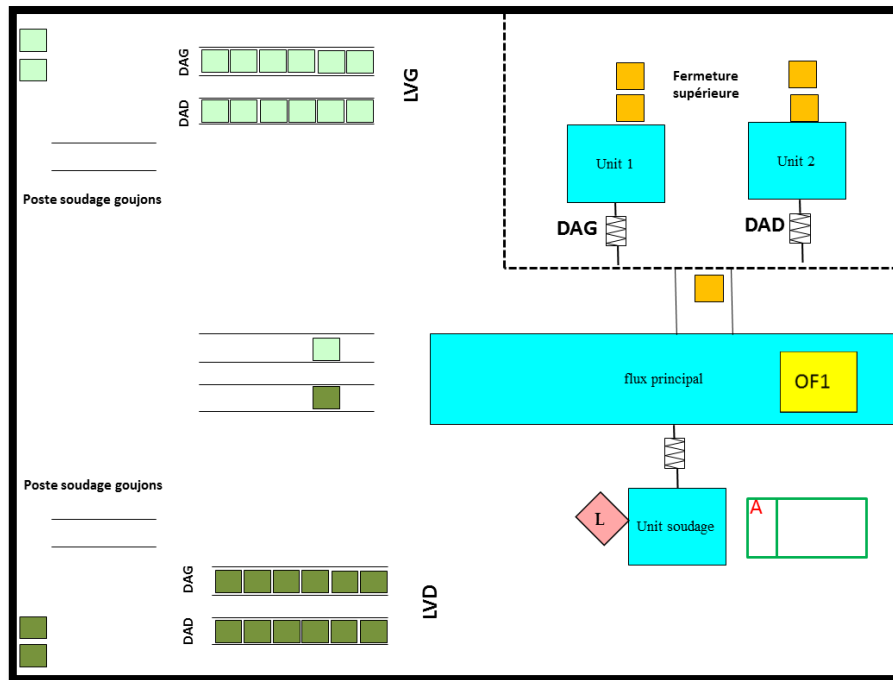 DAG
LVG
DAD
Fermeture
supérieure
Unit 1
Unit 2
Poste soudage goujons
DAG
DAD
flux principal
OF1
Poste soudage goujons
L
Unit soudage
A
DAG
LVD
DAD